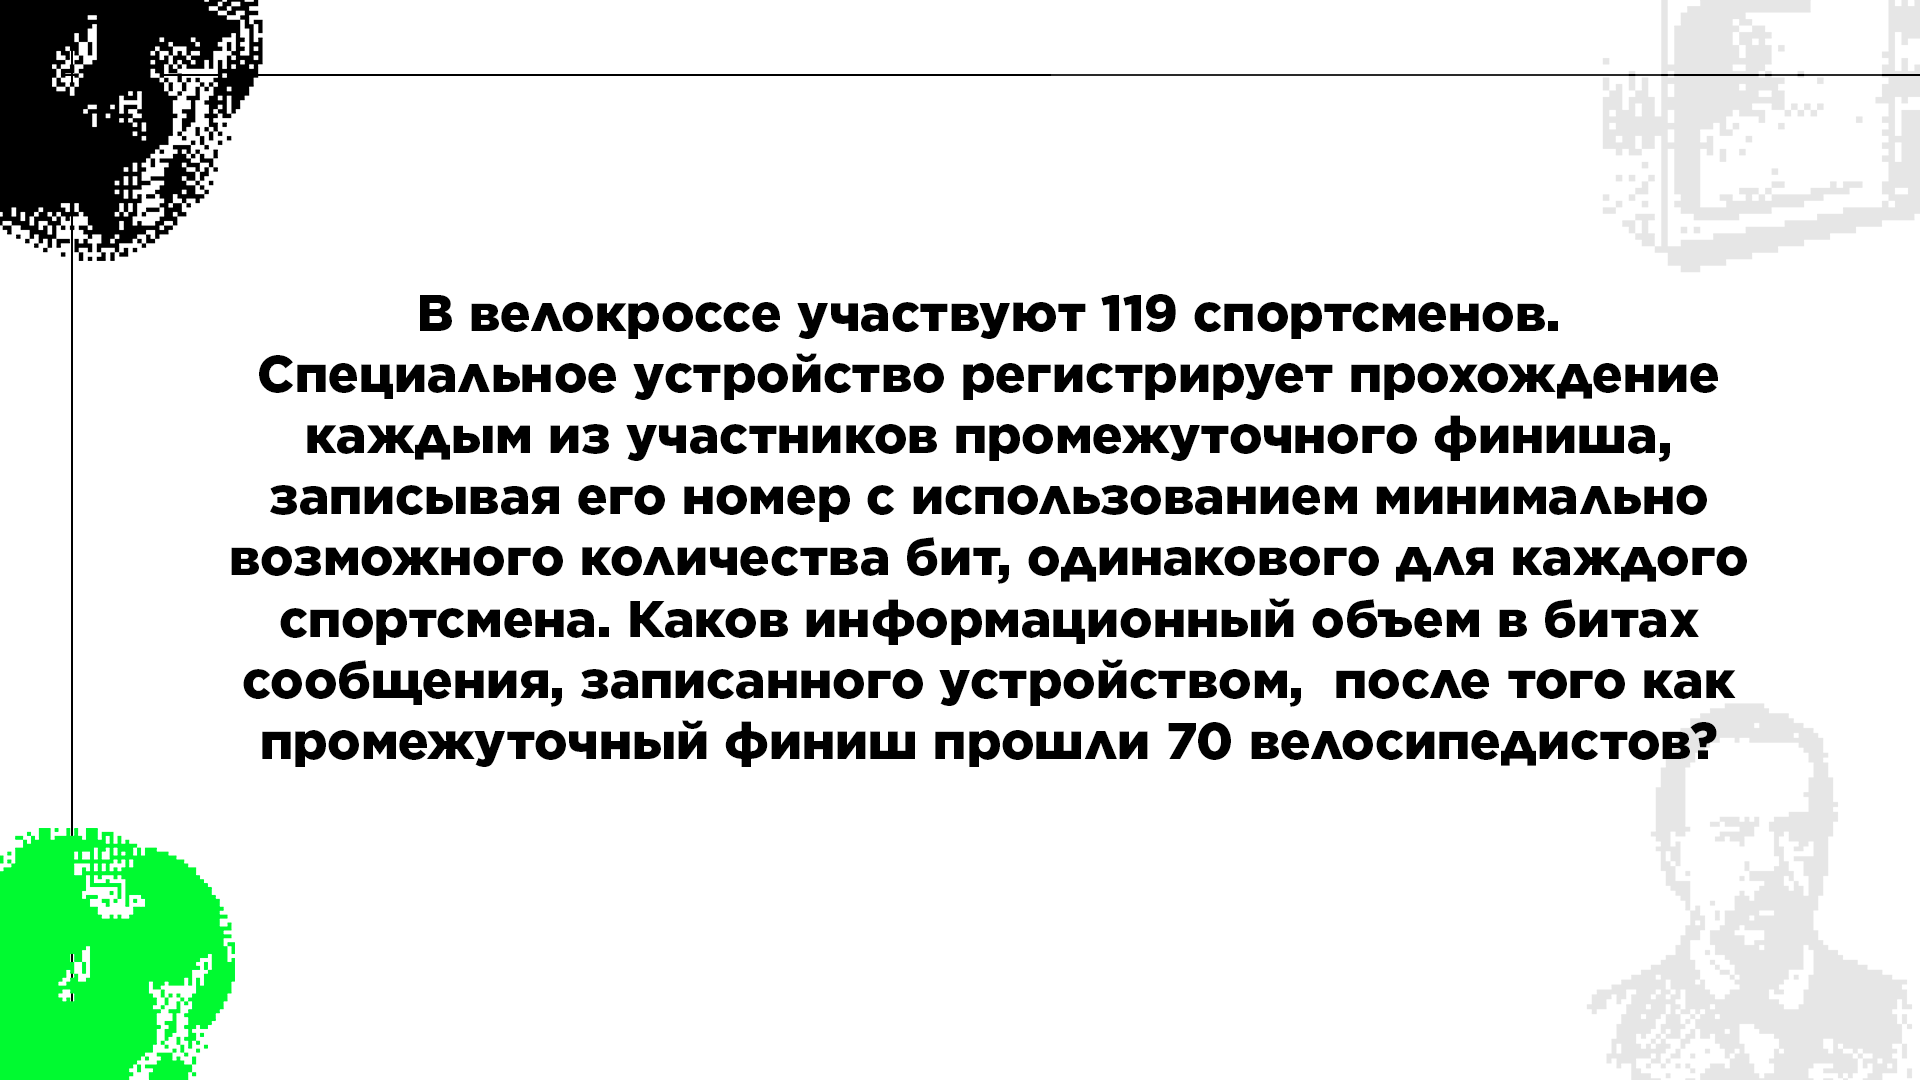 В велокроссе участвуют 119 спортсменов.
Специальное устройство регистрирует прохождение
каждым из участников промежуточного финиша,
записывая его номер с использованием минимально
возможного количества бит, одинакового для каждого
спортсмена. Каков информационный объем в битах
сообщения, записанного устройством,  после того как
промежуточный финиш прошли 70 велосипедистов?